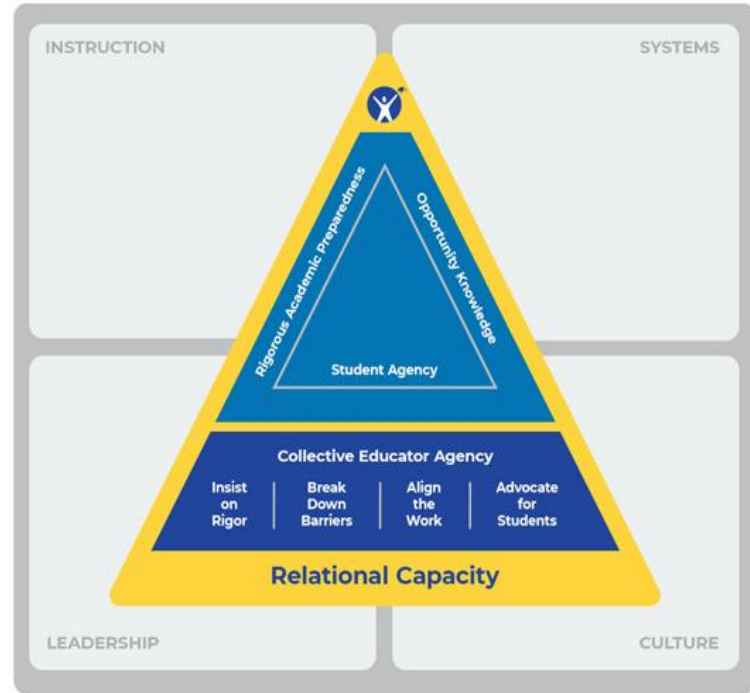 INSTRUCTION
SYSTEMS
Rigorous Academic Preparedness
Opportunity Knowledge
Student Agency
Collective Educator Agency
Insist
on
Rigor
Break
Down
Barriers
Align
the
Work
Advocate
for
Students
Relational Capacity
LEADERSHIP
CULTURE